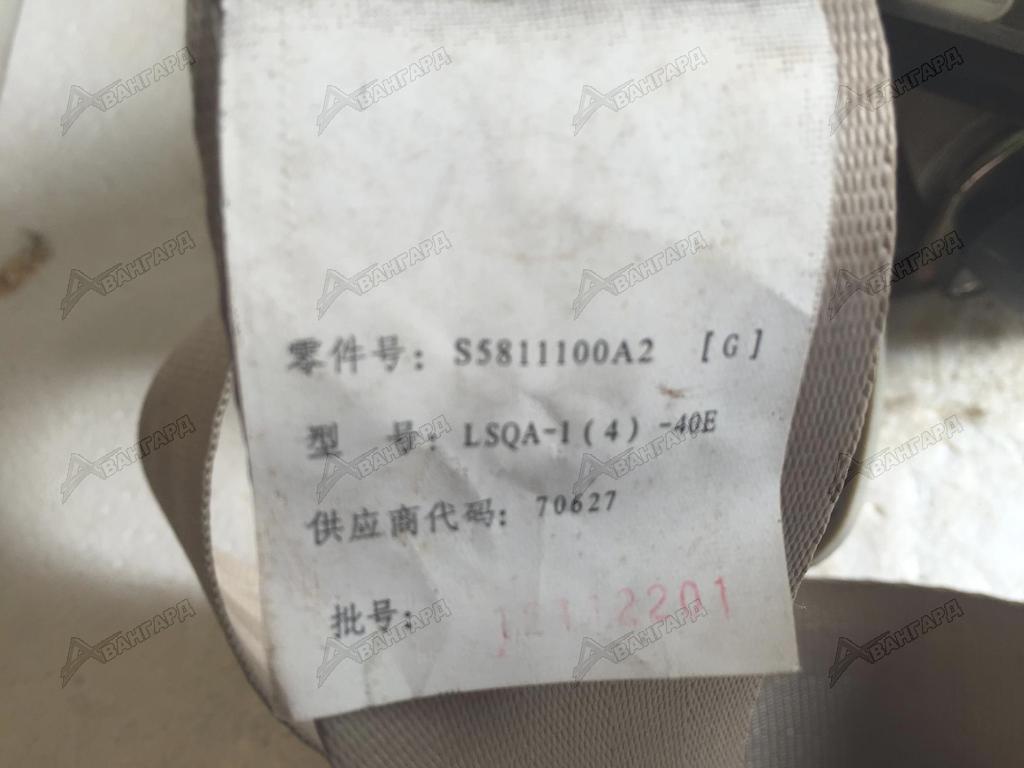 零件号: S5811100A2 [G]
型 号: LSQA-1(4)-40E
供应商代码: 70627
批号:
АВАНГАРД